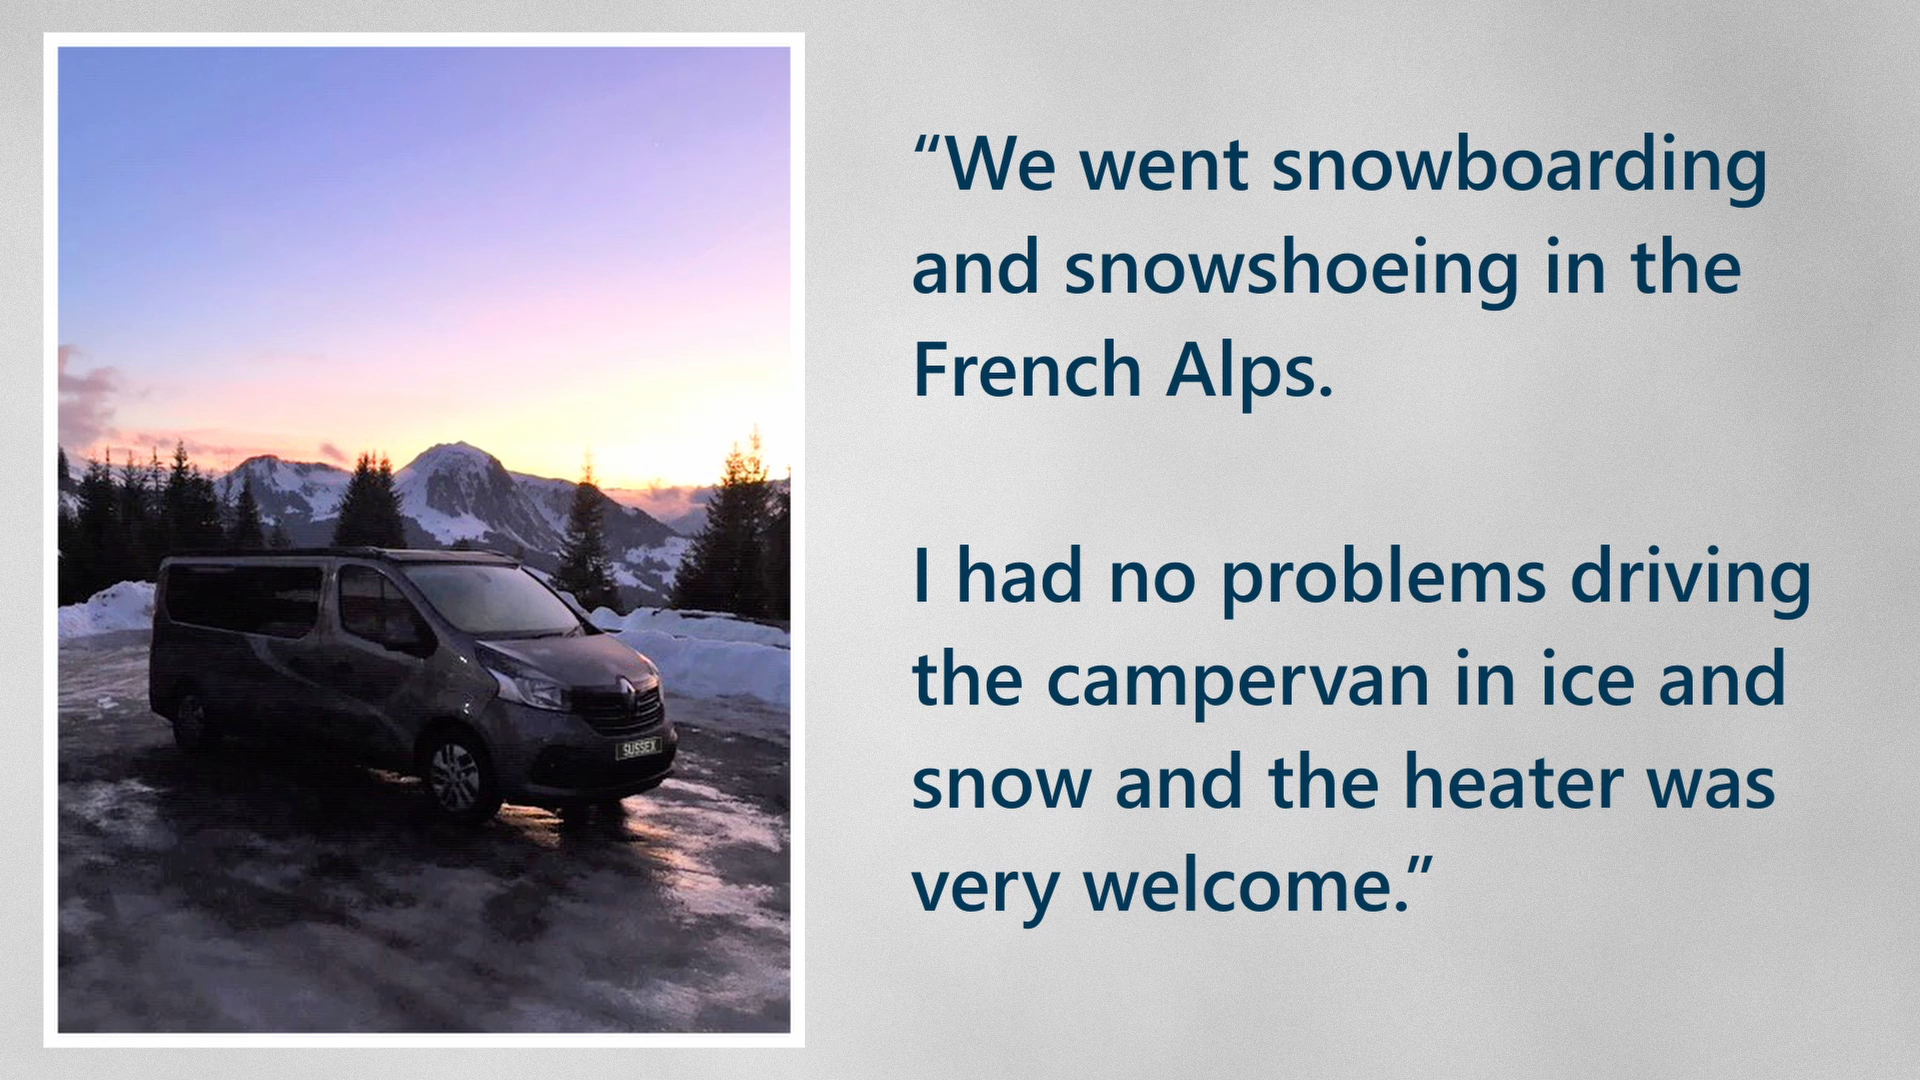 “We went snowboarding
and snowshoeing in the
French Alps.
I had no problems driving
the campervan in ice and
snow and the heater was
very welcome.”
SUSSEX